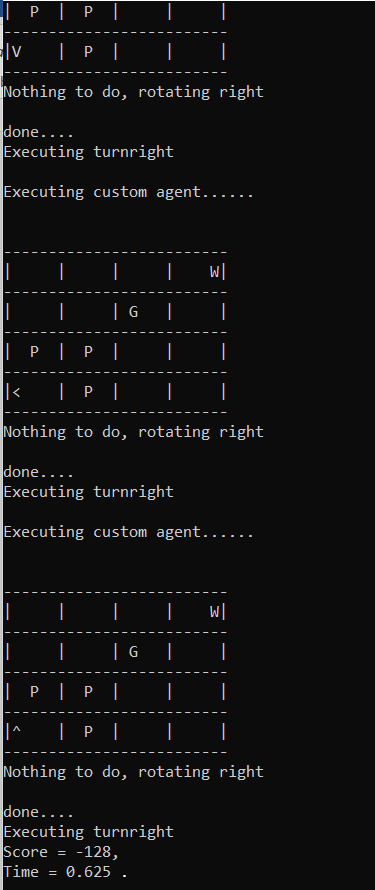 |  P  |  P  |     |     |
-------------------------
|V    |  P  |     |     |
-------------------------
Nothing to do, rotating right

done....
Executing turnright

Executing custom agent......

-------------------------
|     |     |     |    W|
-------------------------
|     |     | G   |     |
-------------------------
|  P  |  P  |     |     |
-------------------------
|<    |  P  |     |     |
-------------------------
Nothing to do, rotating right

done....
Executing turnright

Executing custom agent......

-------------------------
|     |     |     |    W|
-------------------------
|     |     | G   |     |
-------------------------
|  P  |  P  |     |     |
-------------------------
|^    |  P  |     |     |
-------------------------
Nothing to do, rotating right

done....
Executing turnright
Score = -128,
Time = 0.625 .